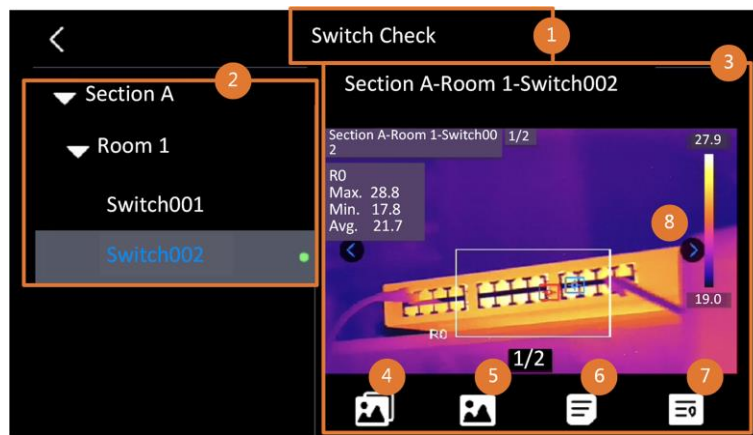 Switch Check
1
2
3
Section A
Section A-Room 1-Switch002
Room 1
Section A-Room 1-Switch00
2
1/2
27.9
R0
Max. 28.8
Min. 17.8
Avg. 21.7
Switch001
8
Switch002
19.0
R0
1/2
4
5
6
7